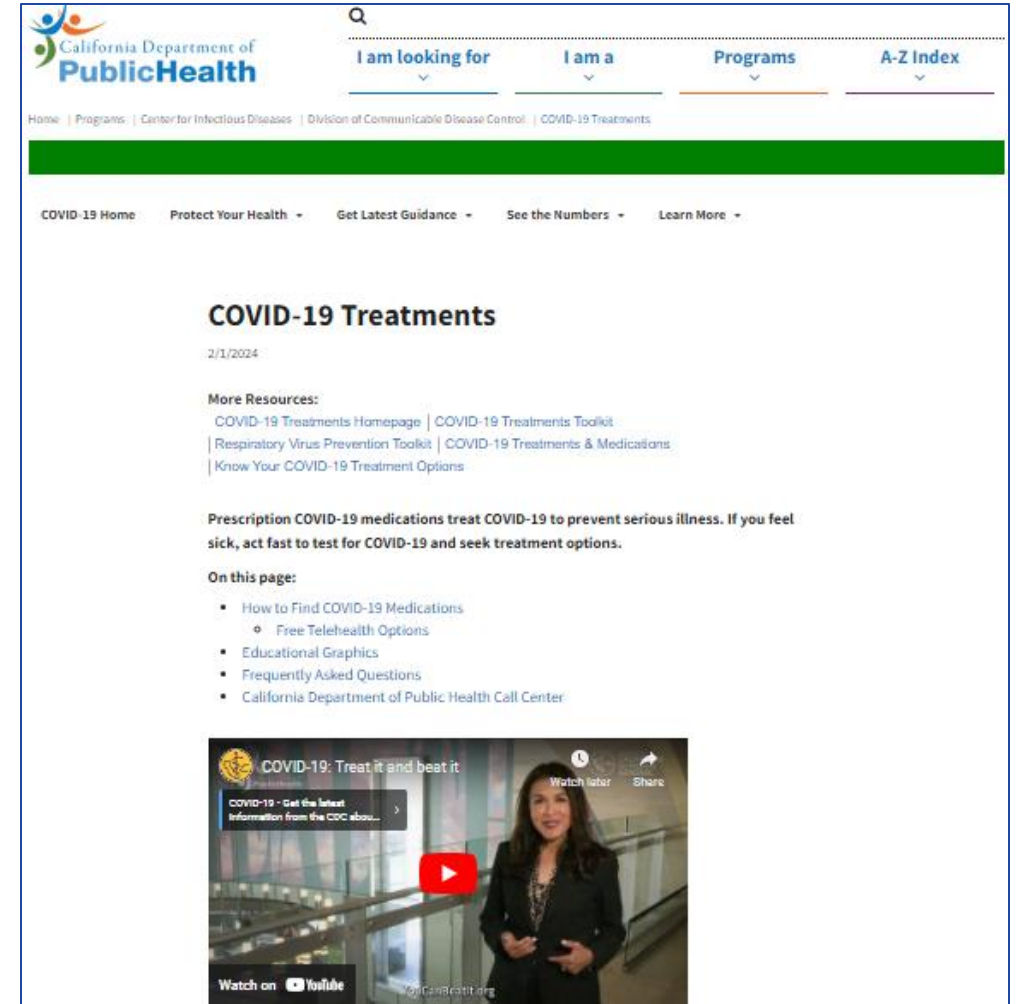 California Department of
PublicHealth
I am looking for
I am a
Programs
A-Z Index
Home | Programs | Center for Infectious Diseases | Division of Communicable Disease Control | COVID-19 Treatments
COVID-19 Home Protect Your Health Get Latest Guidance See the Numbers Learn More
COVID-19 Treatments
2/1/2024
More Resources:
COVID-19 Treatments Homepage | COVID-19 Treatments Toolkit
| Respiratory Virus Prevention Toolkit | COVID-19 Treatments & Medications
| Know Your COVID-19 Treatment Options
Prescription COVID-19 medications treat COVID-19 to prevent serious illness. If you feel
sick, act fast to test for COVID-19 and seek treatment options.
On this page:
How to Find COVID-19 Medications
Free Telehealth Options
Educational Graphics
Frequently Asked Questions
California Department of Public Health Call Center
COVID-19: Treat it and beat it
Watch later Share
COVID-19 - Get the latest
information from the CDC abou...
Watch on YouTube